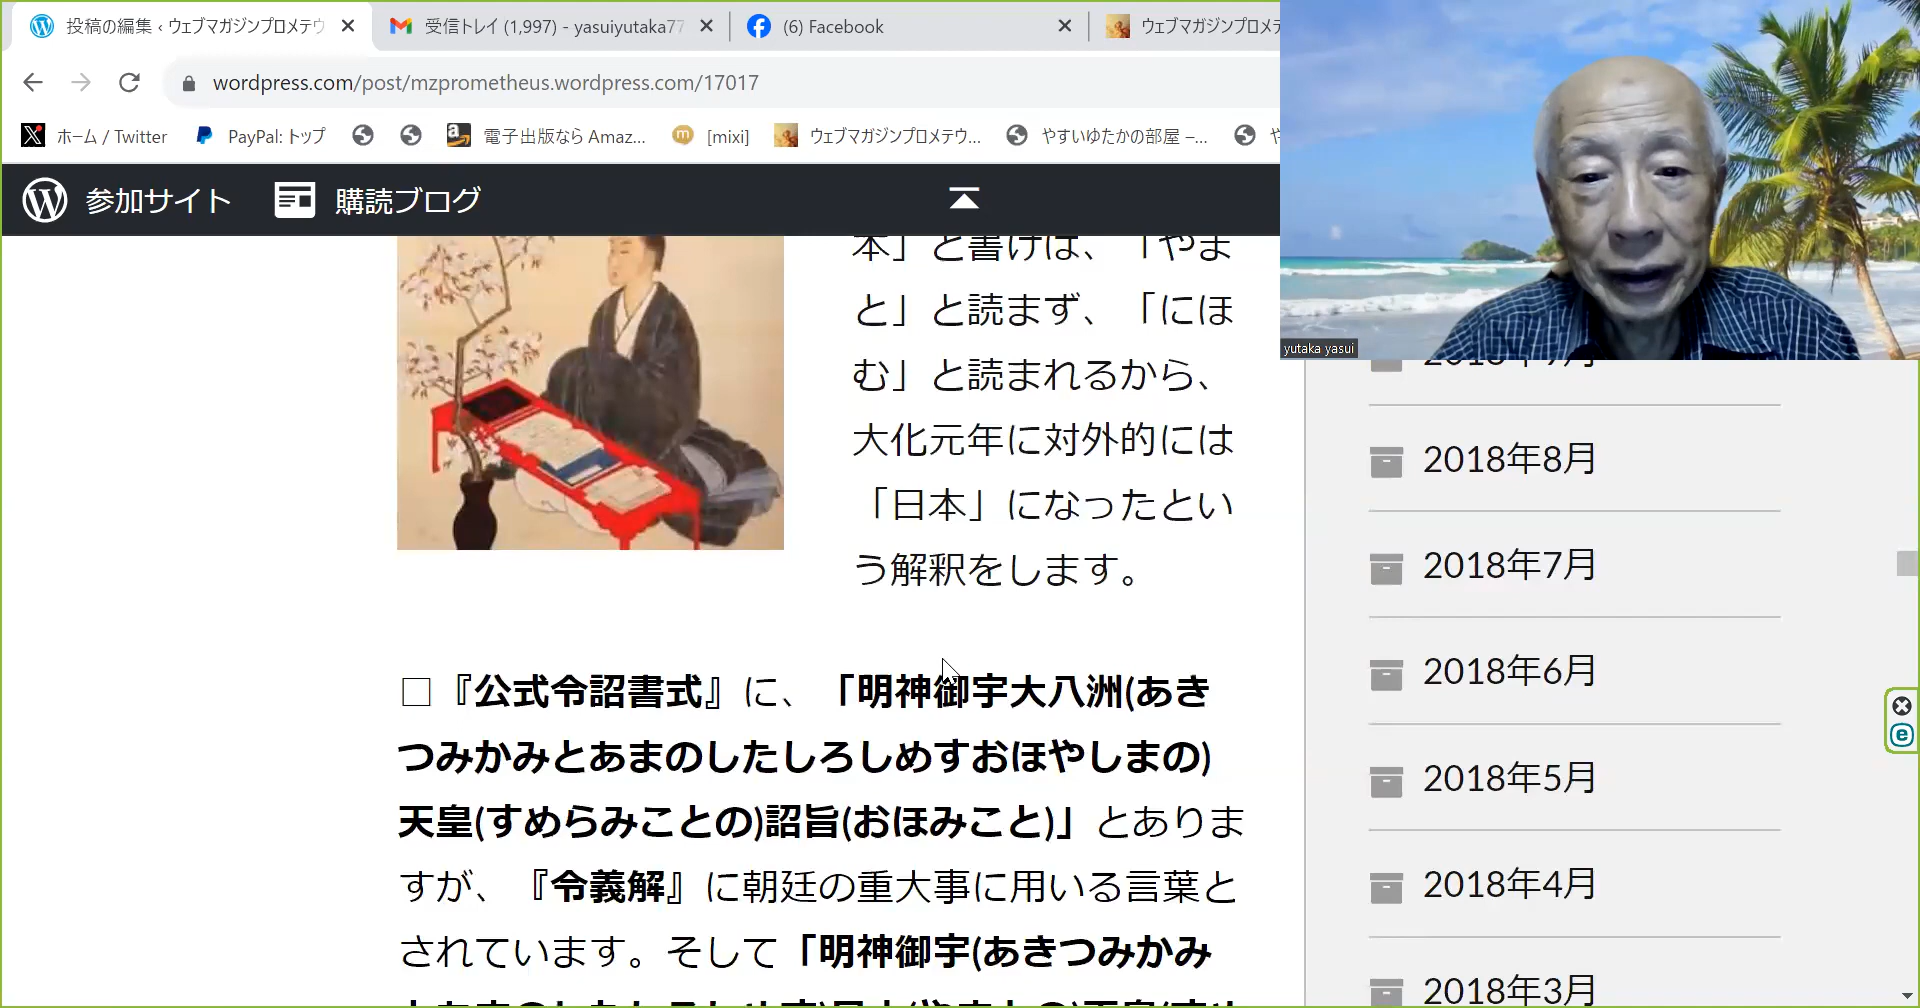 投稿の編集 ‹ ウェブマガジンプロメテウ
受信トレイ (1,997) - yasuiyutaka77
(6) Facebook
ウェブマガジンプロメ
wordpress.com/post/mzprometheus.wordpress.com/17017
ホーム / Twitter
PayPal: トップ
電子出版なら Amaz...
[mixi]
ウェブマガジンプロメテウ...
やすいゆたかの部屋 –...
参加サイト
購読ブログ
yutaka yasui
本」と書けば、「やま
と」と読まず、「にほ
む」と読まれるから、
大化元年に対外的には
「日本」になったとい
う解釈をします。
□『公式令詔書式』に、「明神御宇大八洲(あき
つみかみとあまのしたしろしめすおほやしまの)
天皇(すめらみことの)詔旨(おほみこと)」とありま
すが、『令義解』に朝廷の重大事に用いる言葉と
されています。そして「明神御宇(あきつみかみ
2018年9月
2018年8月
2018年7月
2018年6月
2018年5月
2018年4月
2018年3月